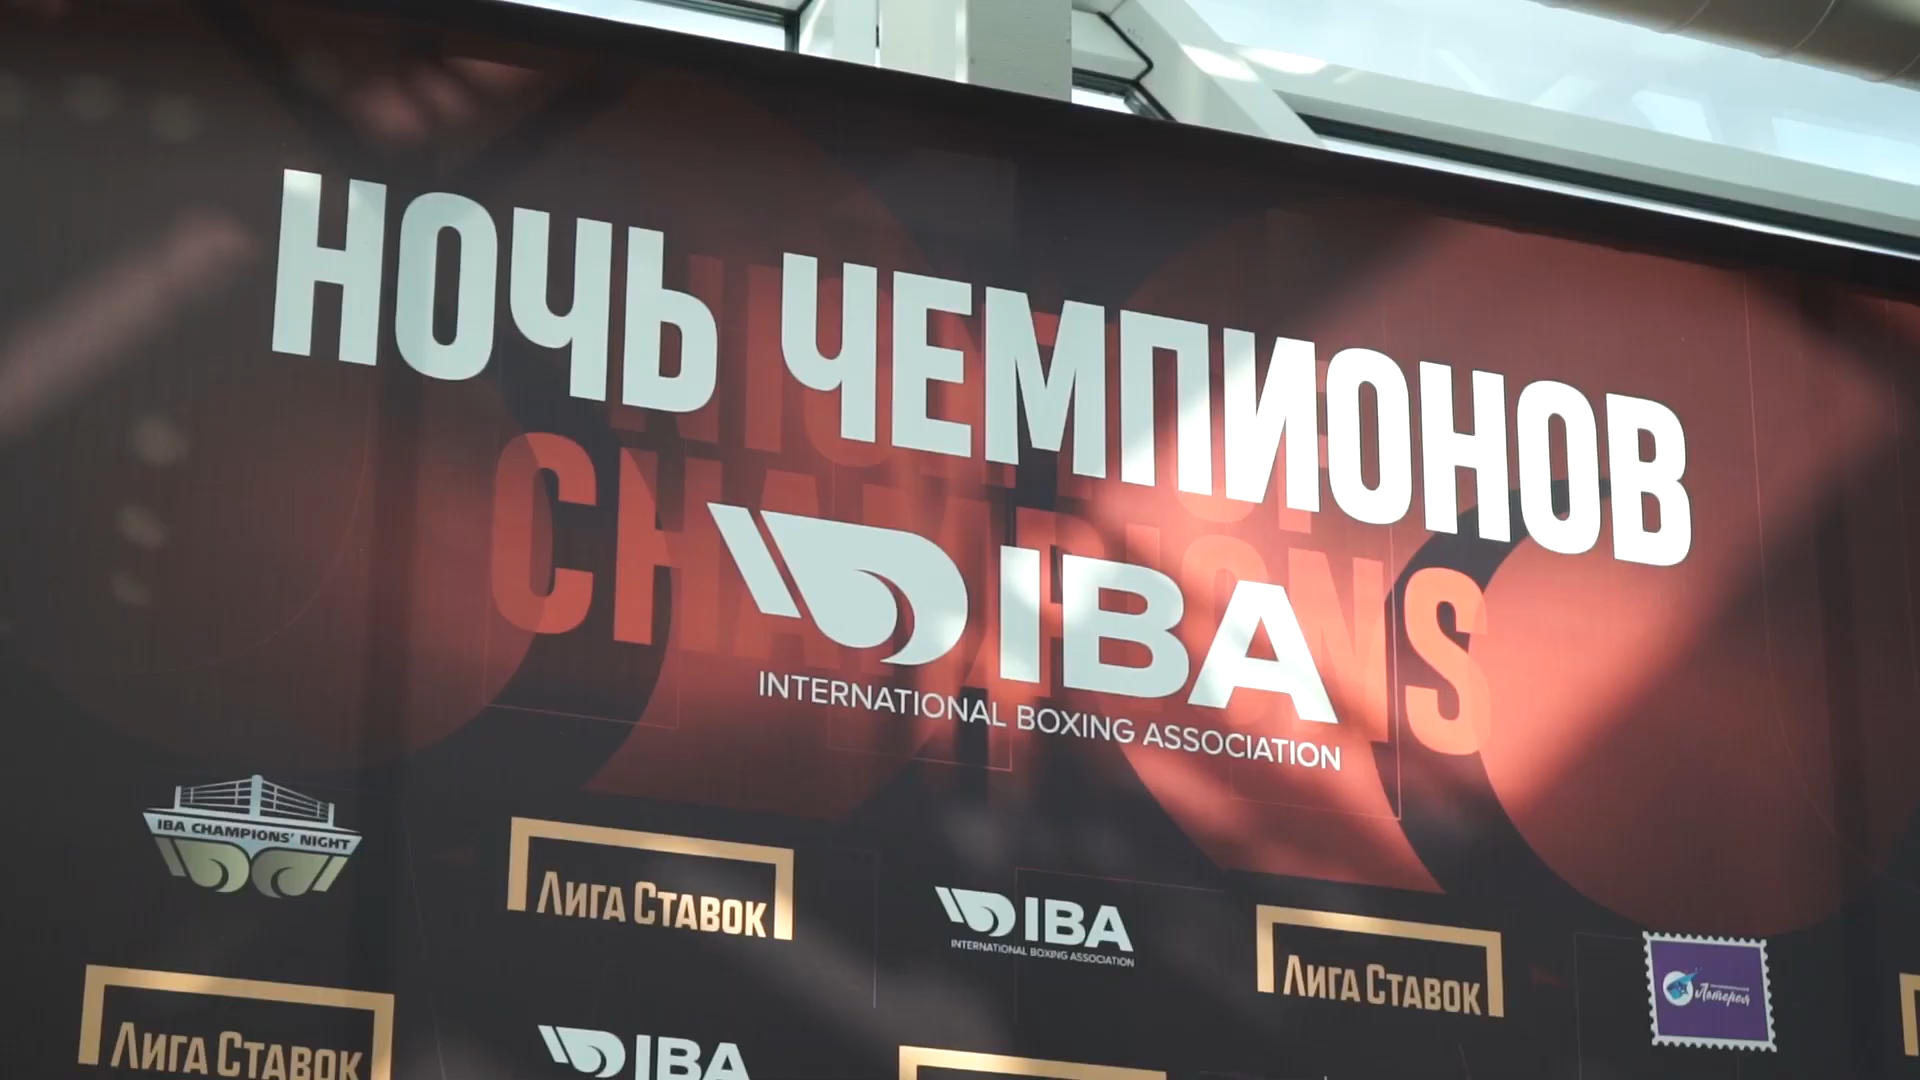 НОЧЬ ЧЕМПИОНОВ
CHAMPIONS
IBA
INTERNATIONAL BOXING ASSOCIATION
IBA CHAMPIONS' NIGHT
ЛИГА СТАВОК
IBA
INTERNATIONAL BOXING ASSOCIATION
ЛИГА СТАВОК
Лотерея
ЛИГА СТАВОК
IBA